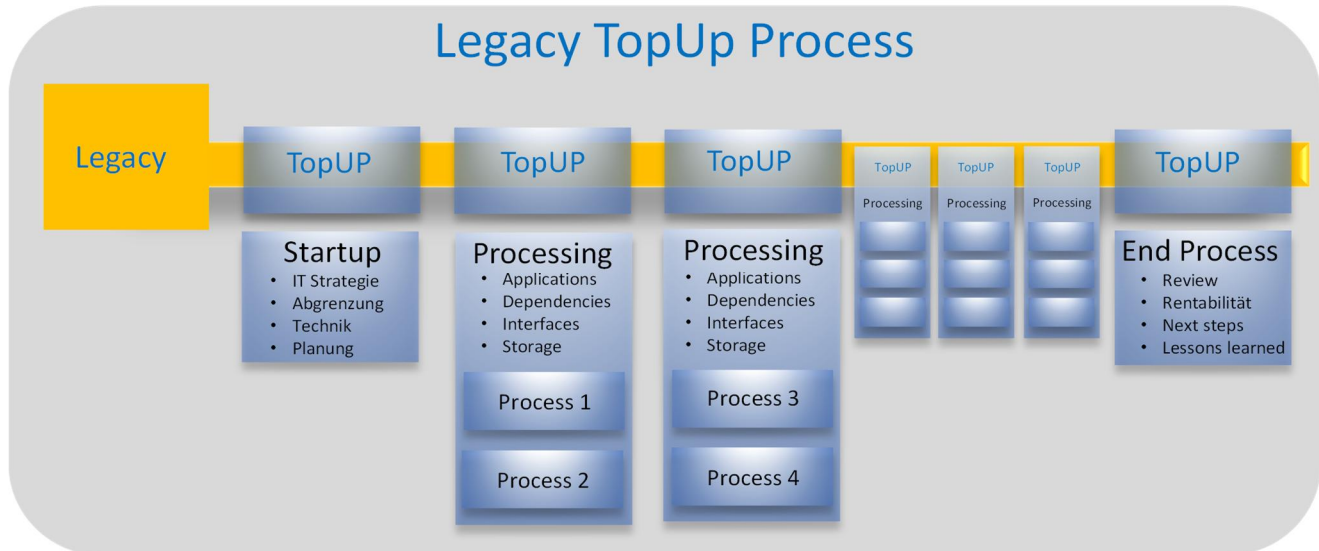 Legacy TopUp Process
Legacy
TopUP
Startup
• IT Strategie
• Abgrenzung
• Technik
• Planung
TopUP
Processing
• Applications
• Dependencies
• Interfaces
• Storage
Process 1
Process 2
TopUP
Processing
• Applications
• Dependencies
• Interfaces
• Storage
Process 3
Process 4
TopUP
Processing
TopUP
Processing
TopUP
Processing
TopUP
End Process
• Review
• Rentabilität
• Next steps
• Lessons learned